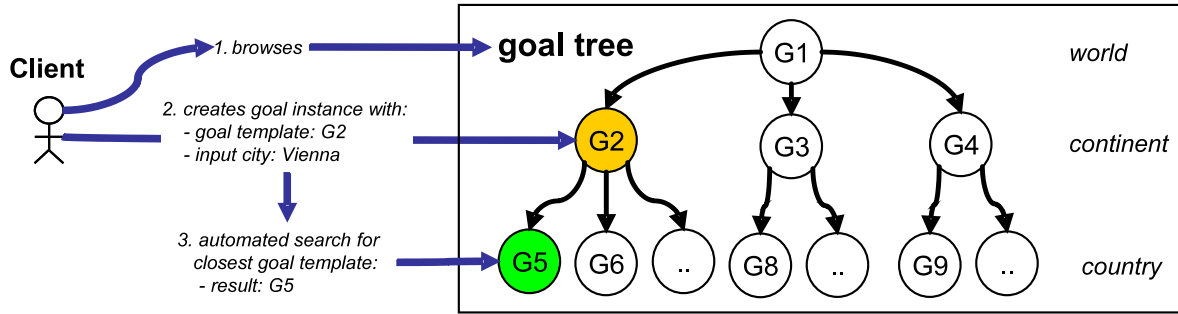 Client
1. browses
2. creates goal instance with:
- goal template: G2
- input city: Vienna
3. automated search for
closest goal template:
- result: G5
goal tree
G1
world
G2
G3
G4
continent
G5
G6
..
G8
..
G9
..
country